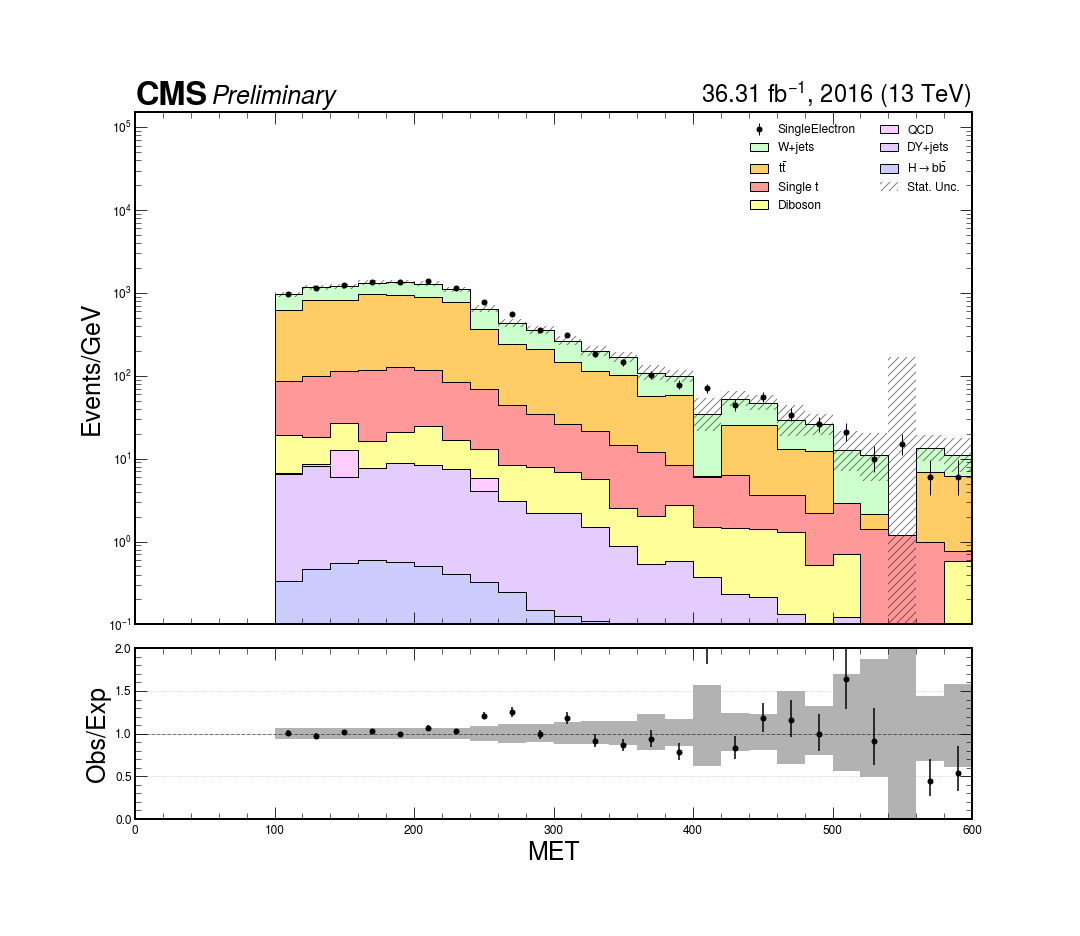 CMS Preliminary 36.31 fb⁻¹, 2016 (13 TeV)
SingleElectron
W+jets
tt̄
Single t
Diboson
QCD
DY+jets
H→bb̄
Stat. Unc.
Events/GeV
10⁵
10⁴
10³
10²
10¹
10⁰
10⁻¹
Obs/Exp
2.0
1.5
1.0
0.5
0.0
0 100 200 300 400 500 600
MET